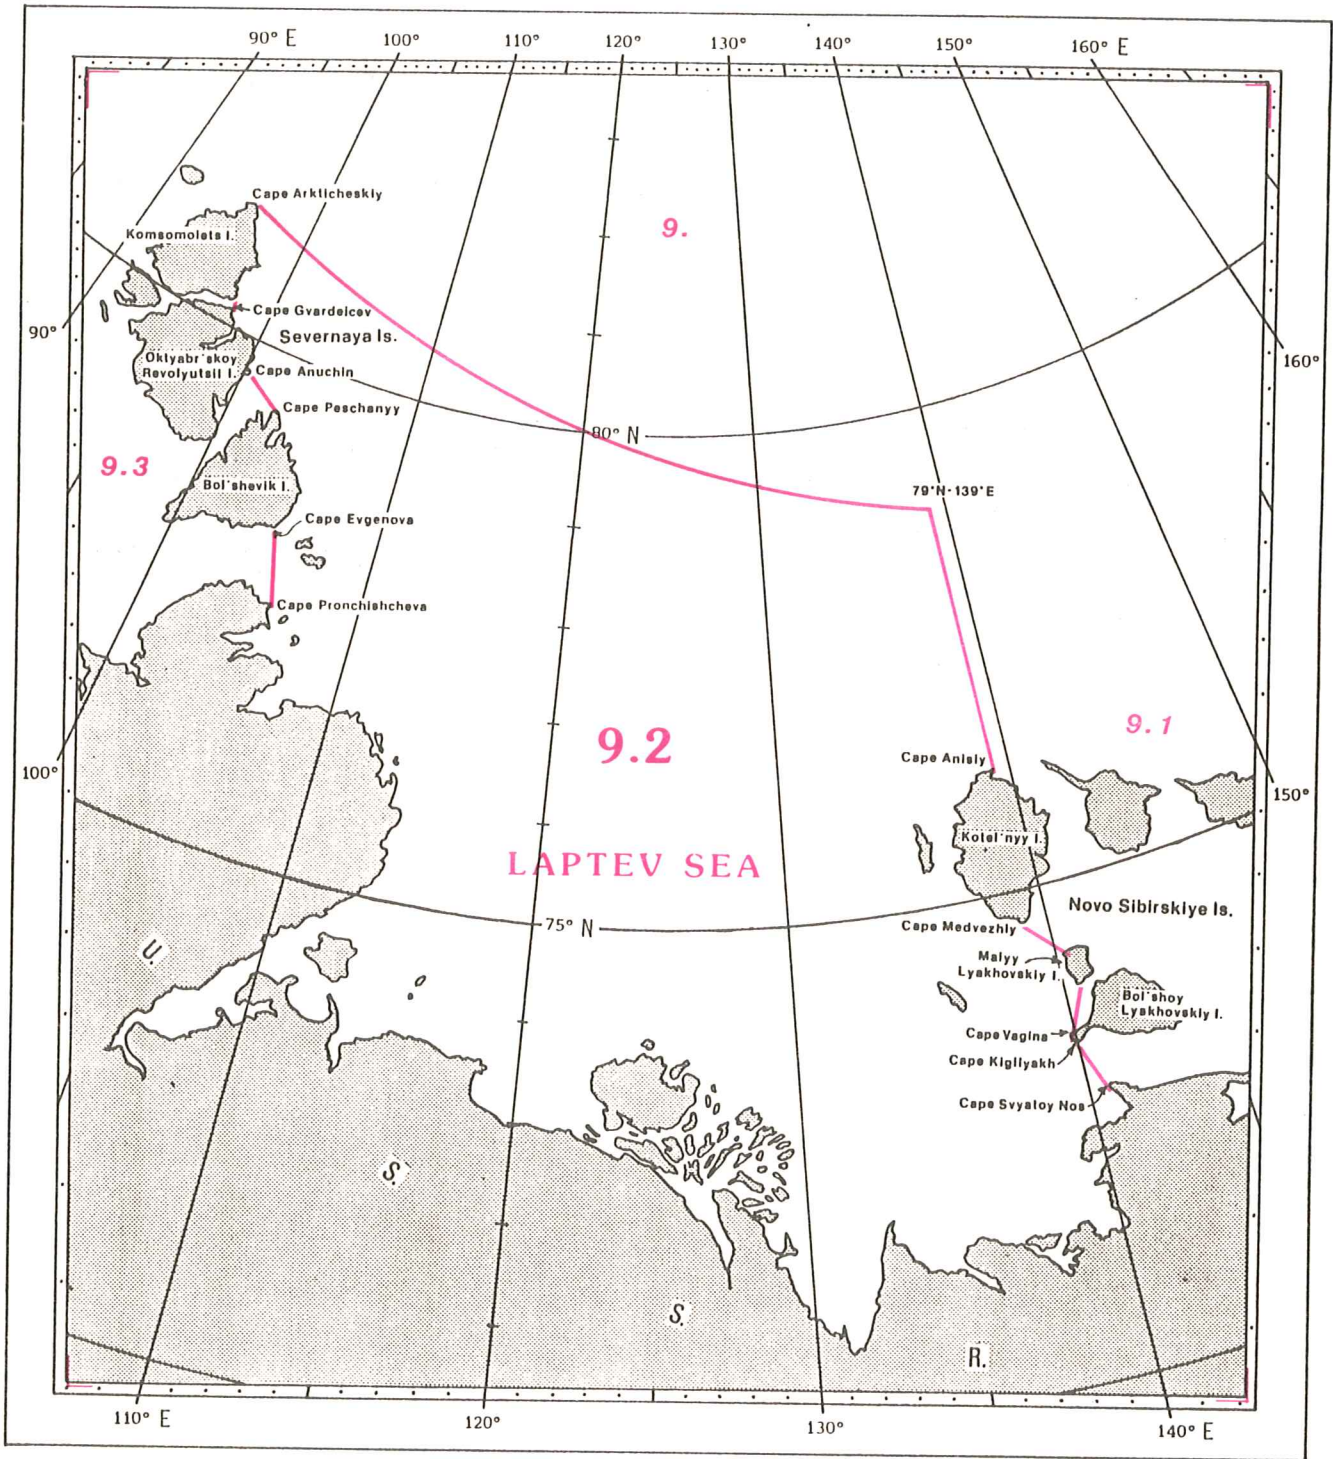 90° E
100°
110°
120°
130°
140°
150°
160° E
Cape Arkticheskiy
9.
Komsomolets I.
Cape Gvardeicev
90°
Severnaya Is.
160°
Oktyabr'skoy
Revolyutsii I.
Cape Anuchin
Cape Peschanyy
80° N
9.3
Bol'shevik I.
79°N-139°E
Cape Evgenova
Cape Pronchishcheva
9.2
9.1
Cape Anisiy
100°
150°
Kotel'nyy I.
LAPTEV SEA
Novo Sibirskiye Is.
75° N
Cape Medvezhiy
U.
Malyy
Lyakhovskiy I.
Bol'shoy
Lyakhovskiy I.
Cape Vagina
Cape Kigilyakh
Cape Svyatoy Nos
S.
S.
R.
110° E
120°
130°
140° E